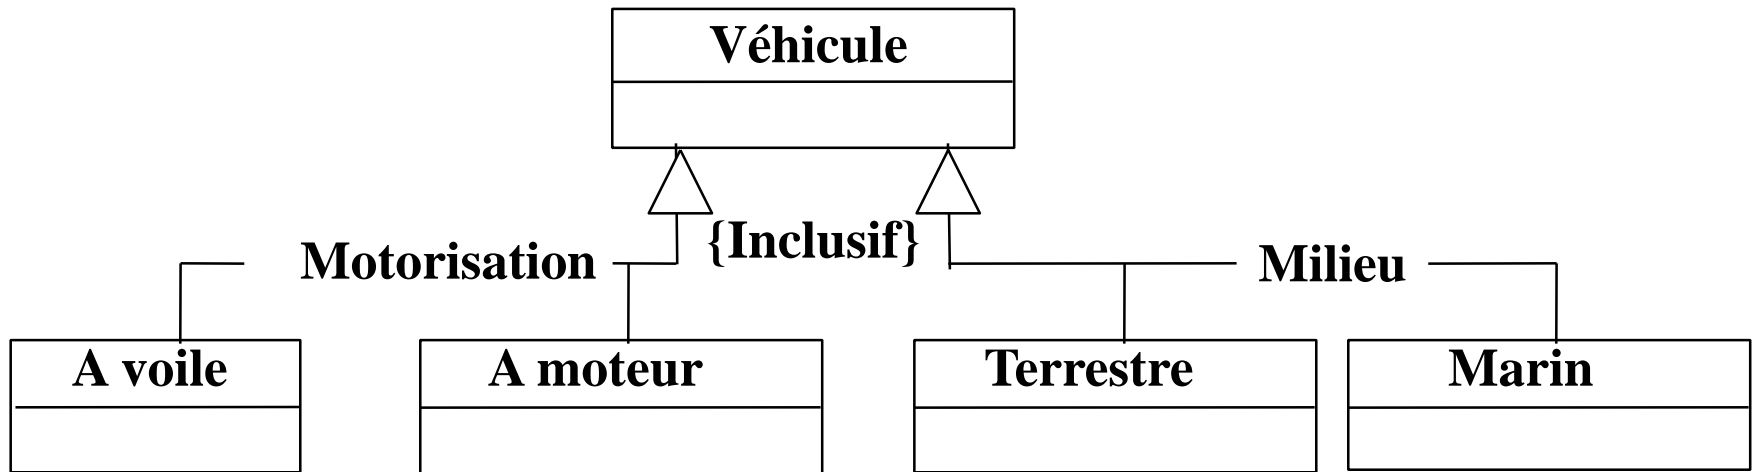 Véhicule
{Inclusif}
Motorisation
Milieu
A voile
A moteur
Terrestre
Marin